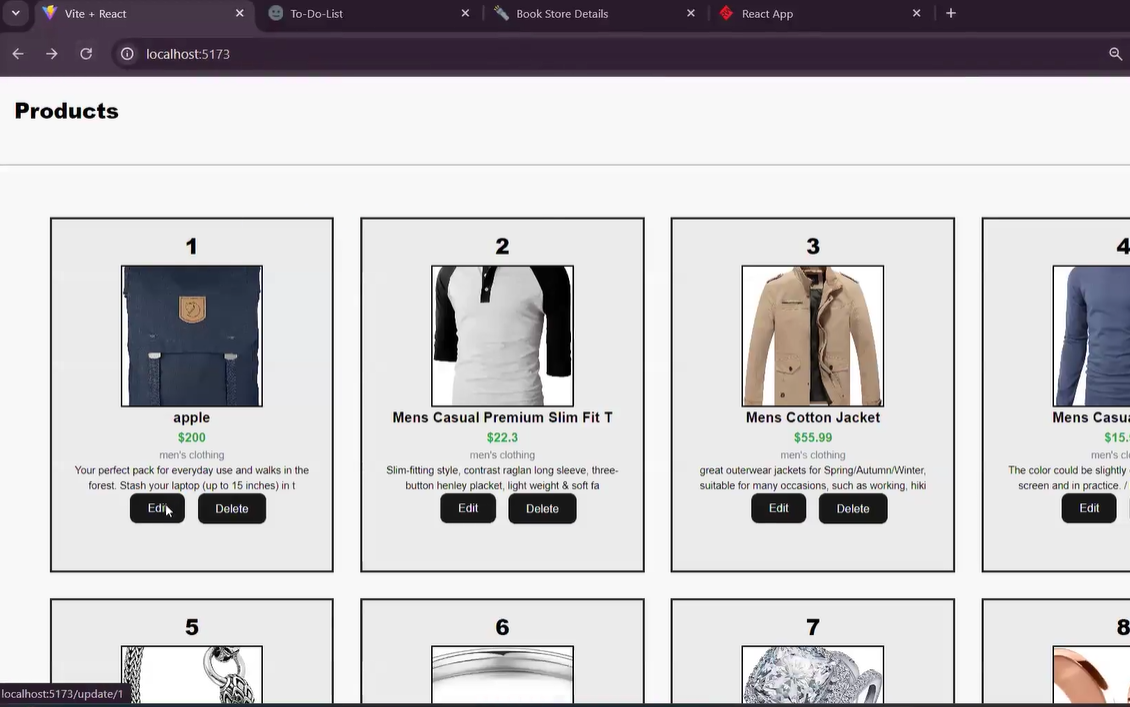 Vite + React
To-Do-List
Book Store Details
React App
localhost:5173
Products
1
2
3
4
apple
Mens Casual Premium Slim Fit T
Mens Cotton Jacket
Mens Casua
$200
$22.3
$55.99
$15.
men's clothing
men's clothing
men's clothing
men's cl
Your perfect pack for everyday use and walks in the
forest. Stash your laptop (up to 15 inches) in t
Slim-fitting style, contrast raglan long sleeve, three-
button henley placket, light weight & soft fa
great outerwear jackets for Spring/Autumn/Winter,
suitable for many occasions, such as working, hiki
The color could be slightly
screen and in practice. /
Edit
Delete
Edit
Delete
Edit
Delete
Edit
5
6
7
8
localhost:5173/update/1